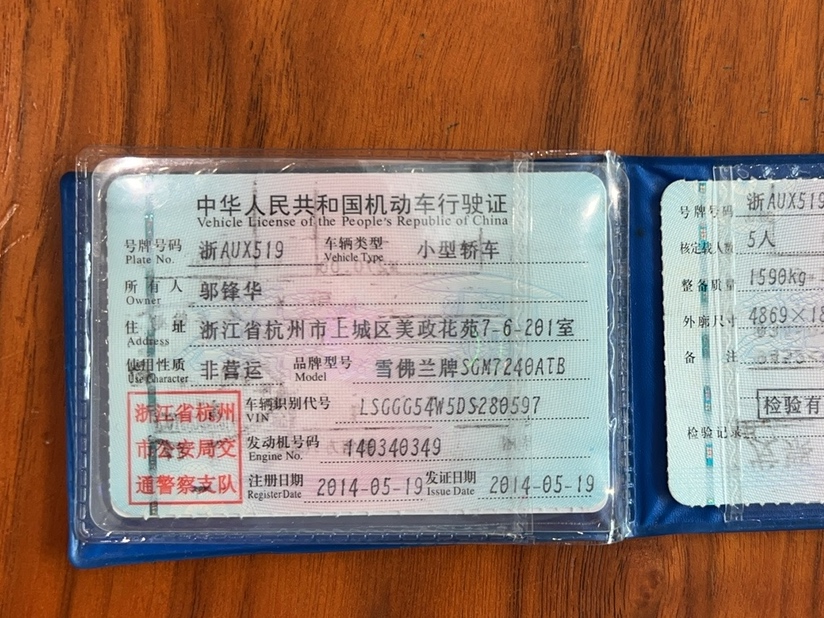 中华人民共和国机动车行驶证
Vehicle License of the People's Republic of China
号牌号码 浙AUX519 车辆类型 小型轿车
Plate No. Vehicle Type
所有人 邬锋华
Owner
住址 浙江省杭州市上城区美政花苑7-6-201室
Address
使用性质 非营运 品牌型号 雪佛兰牌SGM7240ATB
Use Character Model
浙江省杭州
市公安局交
通警察支队
车辆识别代号 LSGGG54W5DS280597
VIN
发动机号码 140340349
Engine No.
注册日期 2014-05-19 发证日期 2014-05-19
Register Date Issue Date
号牌号码 浙AUX519
核定载人数 5人
整备质量 1590kg
外廓尺寸 4869×18
备注
检验有
检验记录